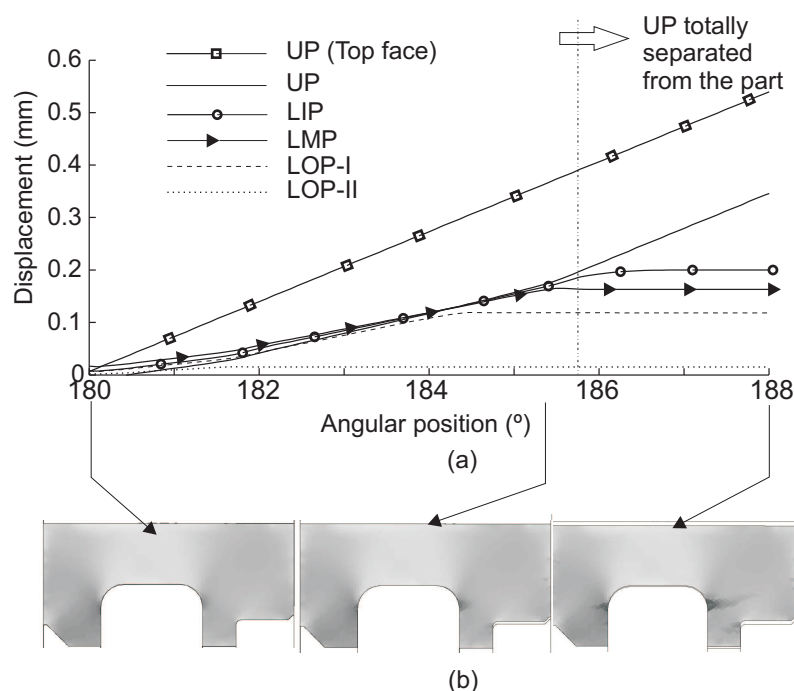 0.6
0.5
0.4
0.3
0.2
0.1
0
Displacement (mm)
UP (Top face)
UP
LIP
LMP
LOP-I
LOP-II
UP totally
separated
from the part
180
182
184
186
188
Angular position (º)
(a)
(b)